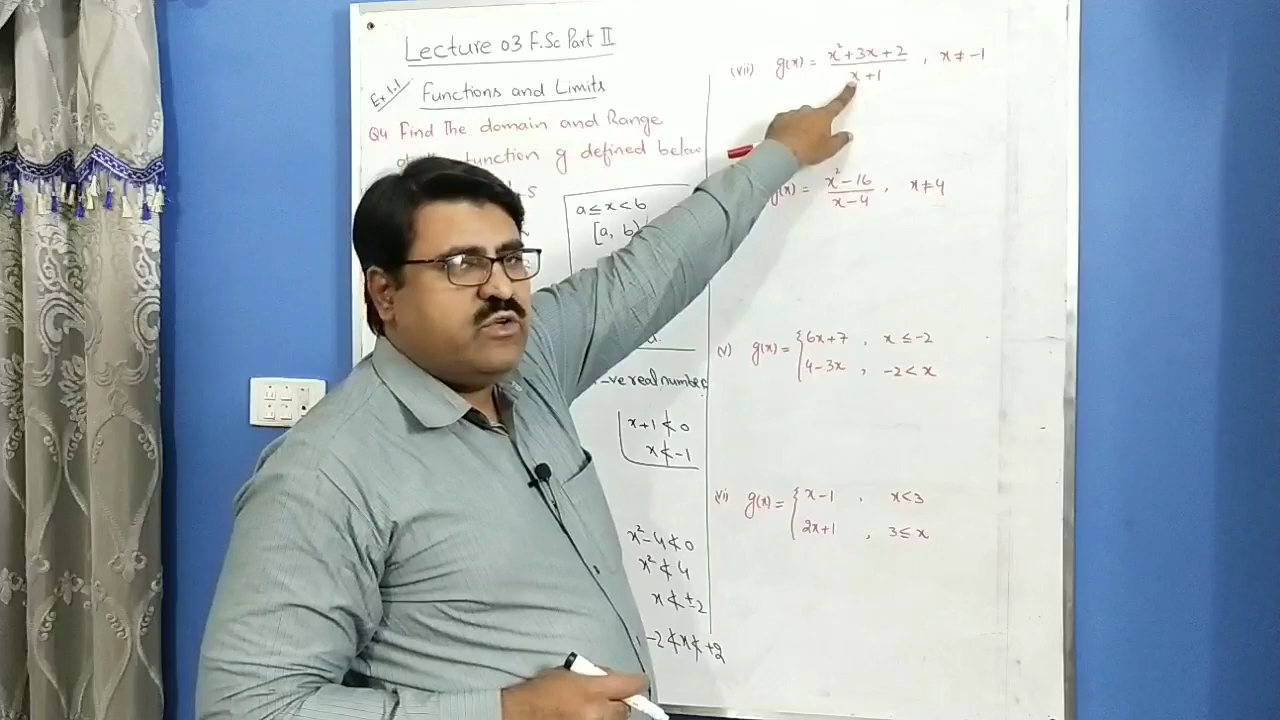 Lecture 03 F.Sc Part II
Ex 1.1
Functions and Limits
Q4 Find The domain and Range
function g defined below
a ≤ x < b
[a, b)
-ve real number
x+1 ≮ 0
x ≮ -1
x² - 4 ≮ 0
x² ≮ 4
x ≮ ±2
-2 ≮ x ≮ +2
(vii) g(x) = (x² + 3x + 2)/(x + 1) , x ≠ -1
g(x) = (x² - 16)/(x - 4) , x ≠ 4
(v) g(x) = { 6x + 7 , x ≤ -2
4 - 3x , -2 < x
g(x) = { x - 1 , x < 3
2x + 1 , 3 ≤ x